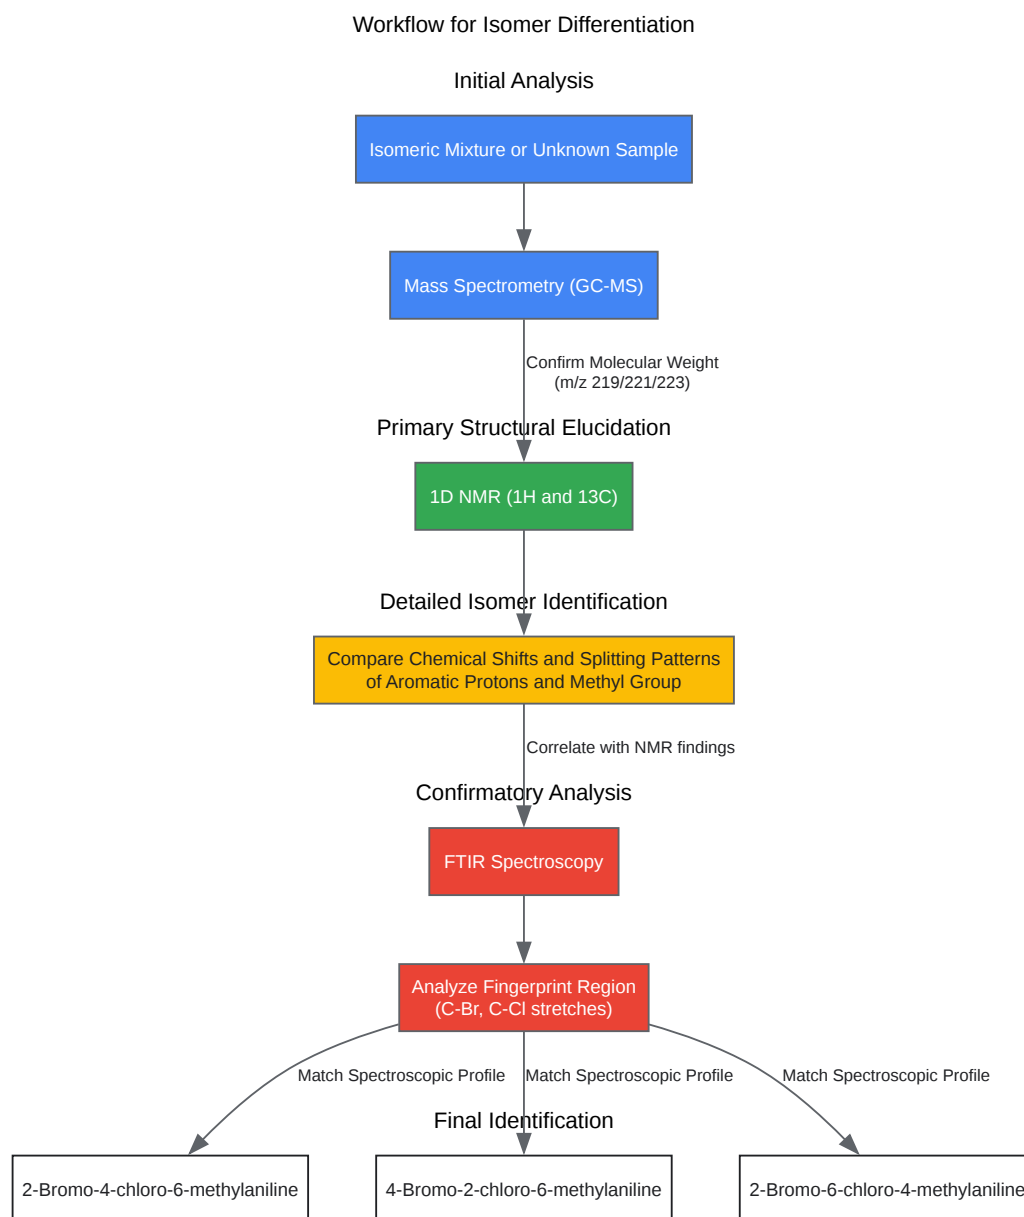 Workflow for Isomer Differentiation
Initial Analysis
Isomeric Mixture or Unknown Sample
Mass Spectrometry (GC-MS)
Confirm Molecular Weight
(m/z 219/221/223)
Primary Structural Elucidation
1D NMR (1H and 13C)
Detailed Isomer Identification
Compare Chemical Shifts and Splitting Patterns
of Aromatic Protons and Methyl Group
Correlate with NMR findings
Confirmatory Analysis
FTIR Spectroscopy
Analyze Fingerprint Region
(C-Br, C-Cl stretches)
Match Spectroscopic Profile
Match Spectroscopic Profile
Match Spectroscopic Profile
Final Identification
2-Bromo-4-chloro-6-methylaniline
4-Bromo-2-chloro-6-methylaniline
2-Bromo-6-chloro-4-methylaniline